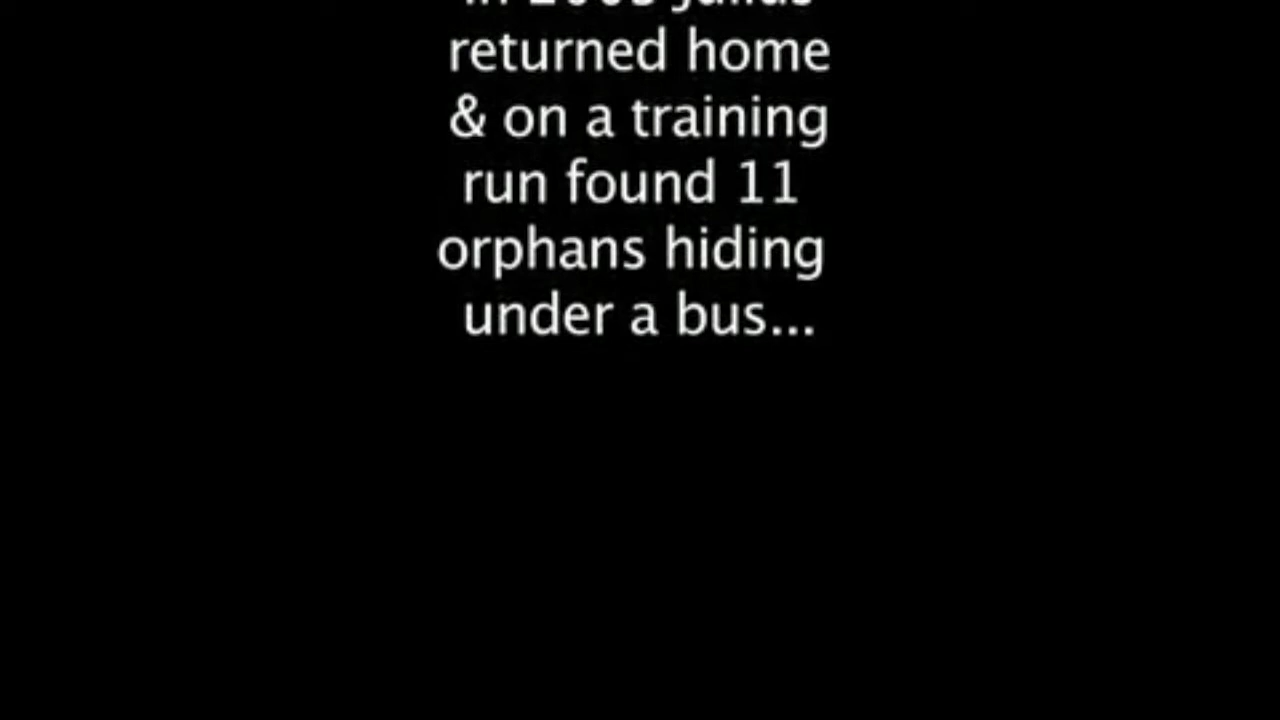 returned home
& on a training
run found 11
orphans hiding
under a bus...